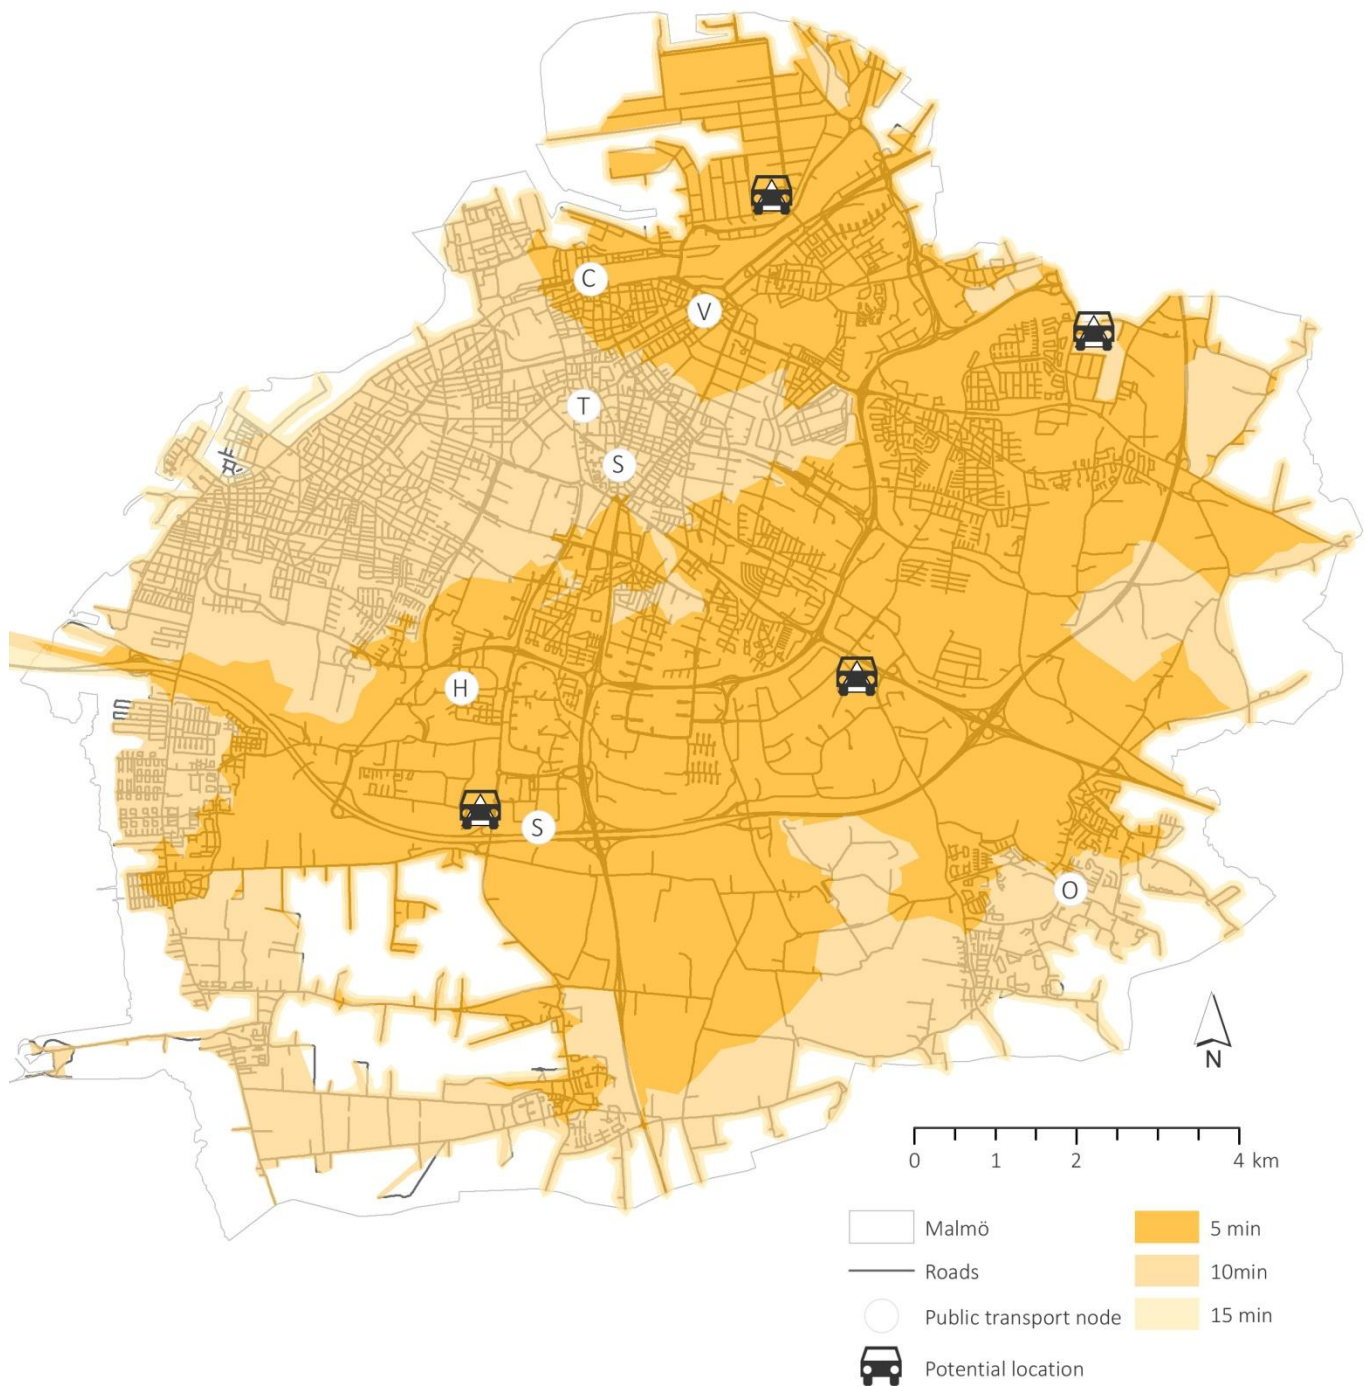 C
V
T
S
H
S
O
N
0 1 2 4 km
Malmö 5 min
Roads 10min
Public transport node 15 min
Potential location